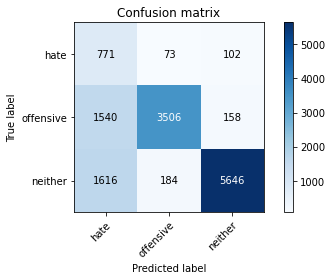 Confusion matrix
hate 771 73 102
offensive 1540 3506 158
neither 1616 184 5646
hate offensive neither
True label
Predicted label
5000
4000
3000
2000
1000